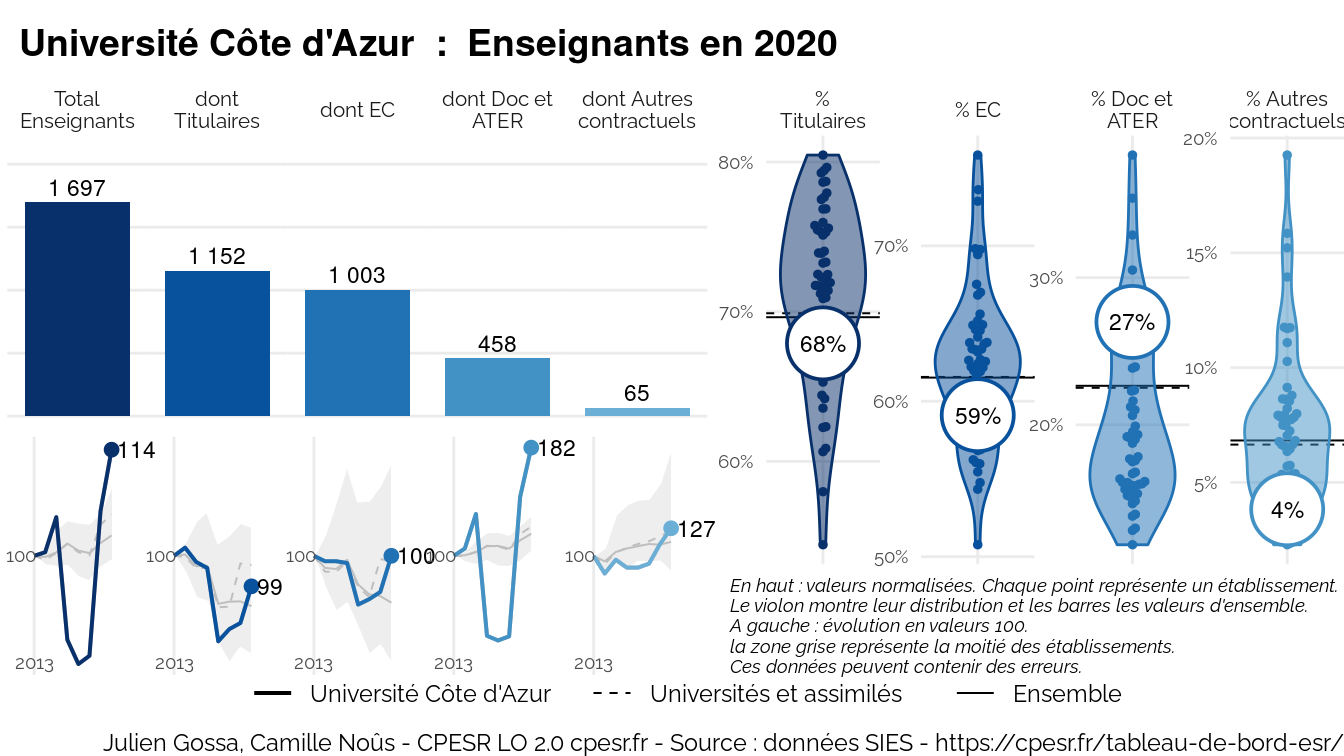 Université Côte d'Azur : Enseignants en 2020
Total
Enseignants
dont
Titulaires
dont EC
dont Doc et
ATER
dont Autres
contractuels
1 697
1 152
1 003
458
65
114
100
2013
99
100
2013
100
100
2013
182
100
2013
127
100
2013
%
Titulaires
80%
70%
60%
68%
% EC
70%
60%
50%
59%
% Doc et
ATER
30%
20%
27%
% Autres
contractuels
20%
15%
10%
5%
4%
En haut : valeurs normalisées. Chaque point représente un établissement.
Le violon montre leur distribution et les barres les valeurs d'ensemble.
A gauche : évolution en valeurs 100.
la zone grise représente la moitié des établissements.
Ces données peuvent contenir des erreurs.
Université Côte d'Azur
Universités et assimilés
Ensemble
Julien Gossa, Camille Noûs - CPESR LO 2.0 cpesr.fr - Source : données SIES - https://cpesr.fr/tableau-de-bord-esr/